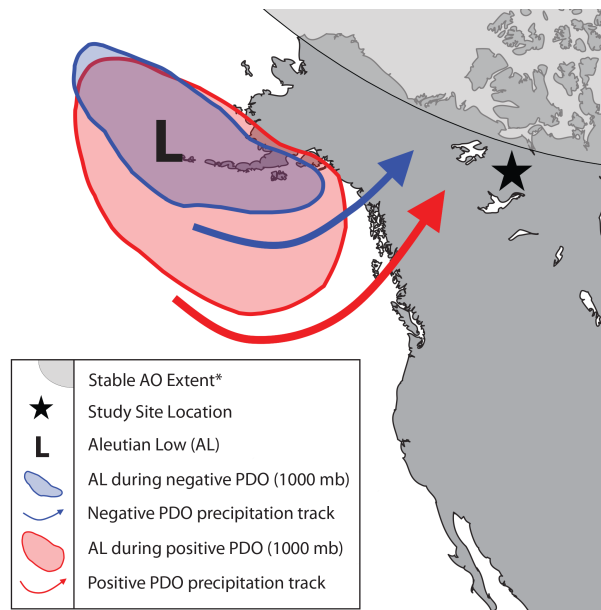 L
Stable AO Extent*
Study Site Location
L Aleutian Low (AL)
AL during negative PDO (1000 mb)
Negative PDO precipitation track
AL during positive PDO (1000 mb)
Positive PDO precipitation track